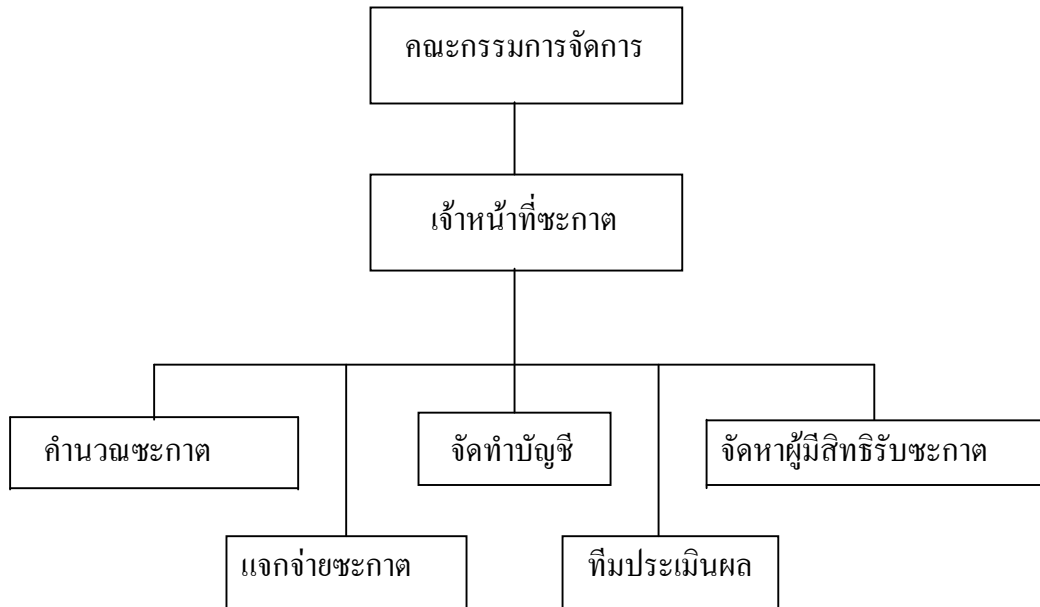 คณะกรรมการจัดการ
เจ้าหน้าที่ซะกาต
คำนวณซะกาต
จัดทำบัญชี
จัดหาผู้มีสิทธิรับซะกาต
แจกจ่ายซะกาต
ทีมประเมินผล